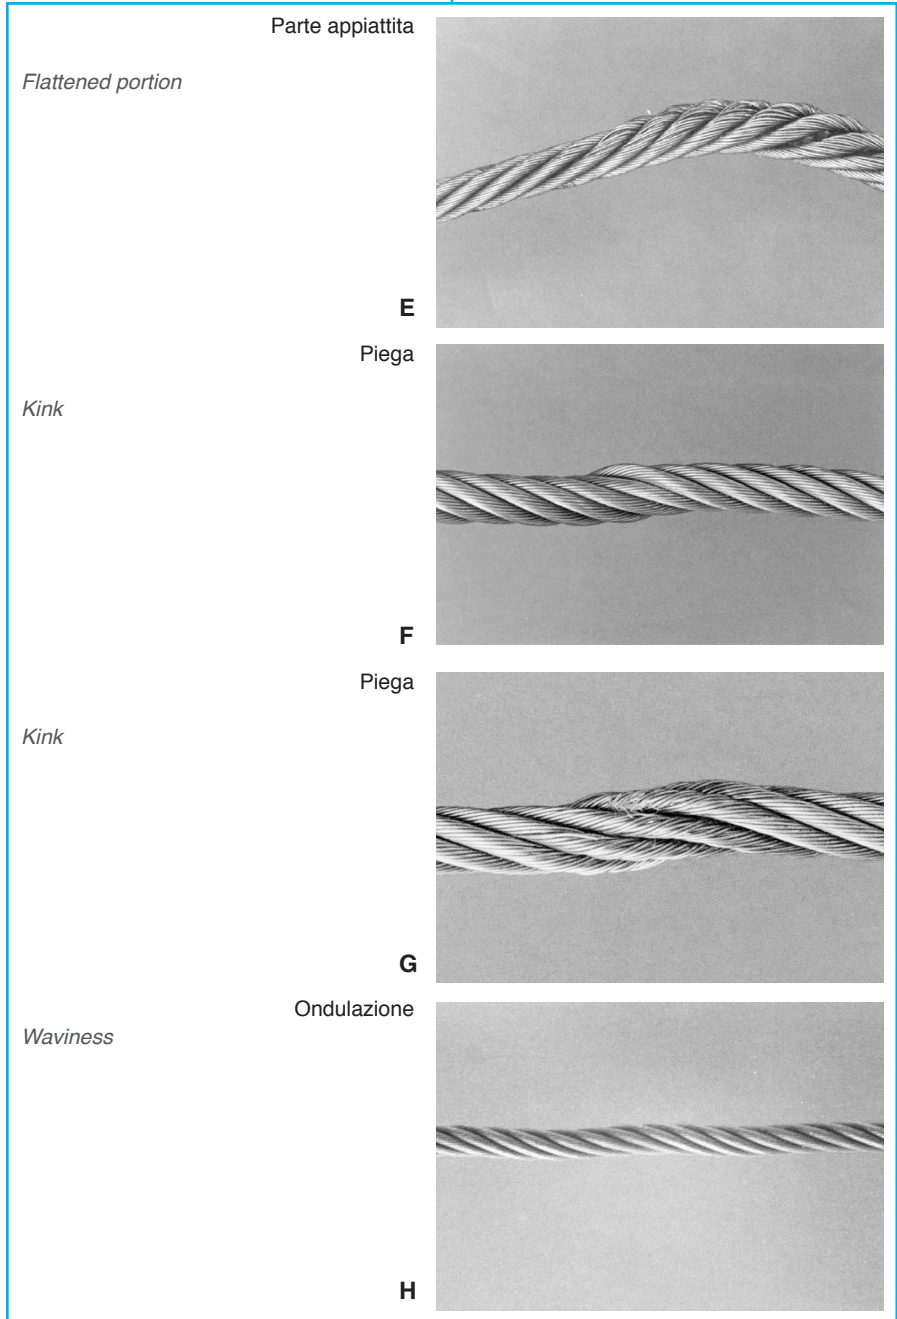 Parte appiattita
Flattened portion
E
Piega
Kink
F
Piega
Kink
G
Ondulazione
Waviness
H